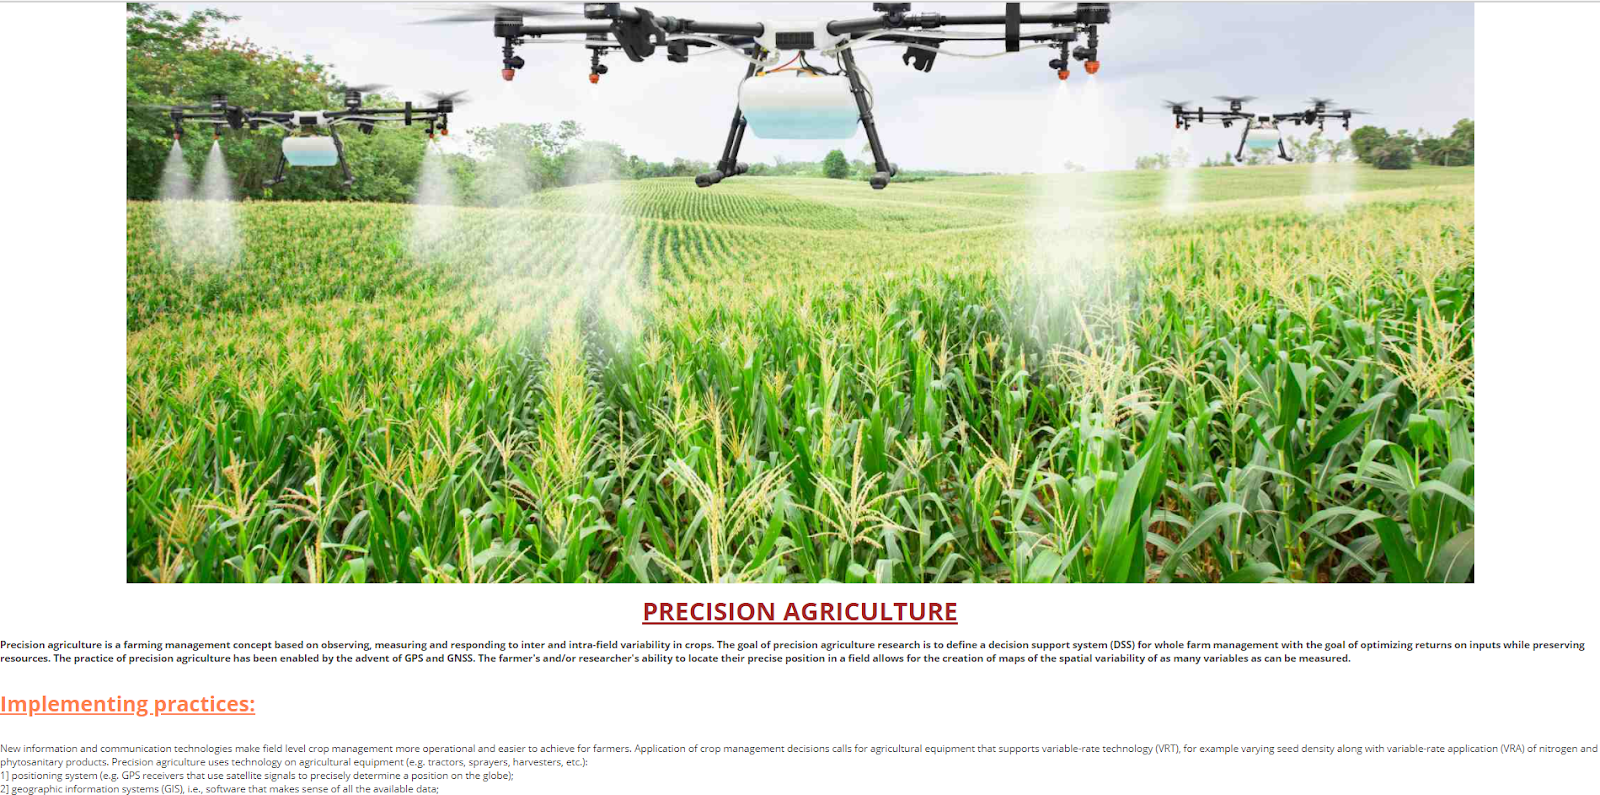 PRECISION AGRICULTURE
Precision agriculture is a farming management concept based on observing, measuring and responding to inter and intra-field variability in crops. The goal of precision agriculture research is to define a decision support system (DSS) for whole farm management with the goal of optimizing returns on inputs while preserving
resources. The practice of precision agriculture has been enabled by the advent of GPS and GNSS. The farmer's and/or researcher's ability to locate their precise position in a field allows for the creation of maps of the spatial variability of as many variables as can be measured.
Implementing practices:
New information and communication technologies make field level crop management more operational and easier to achieve for farmers. Application of crop management decisions calls for agricultural equipment that supports variable-rate technology (VRT), for example varying seed density along with variable-rate application (VRA) of nitrogen and
phytosanitary products. Precision agriculture uses technology on agricultural equipment (e.g. tractors, sprayers, harvesters, etc.):
1] positioning system (e.g. GPS receivers that use satellite signals to precisely determine a position on the globe);
2] geographic information systems (GIS), i.e., software that makes sense of all the available data;